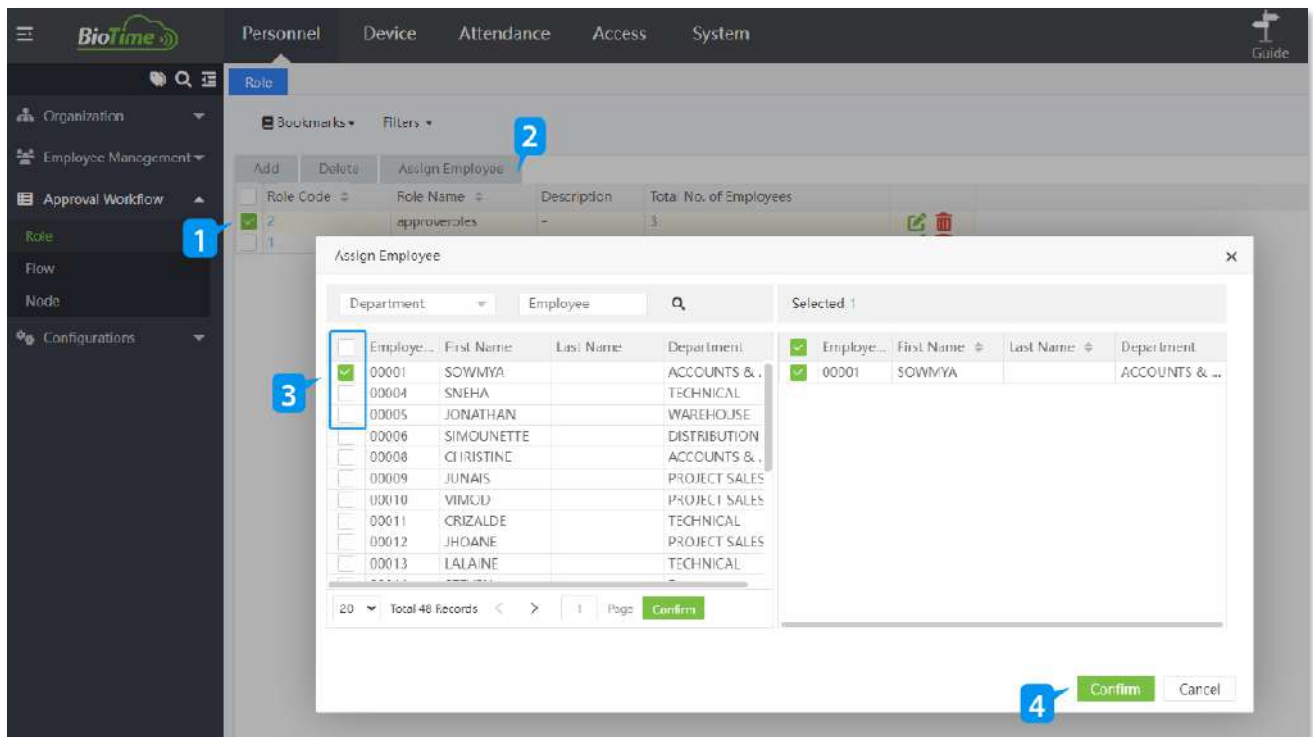 BioTime Personnel Device Attendance Access System Guide
Role
Organization
Bookmarks Filters
2
Employee Management
Add Delete Assign Employee
Approval Workflow
Role Code Role Name Description Total No. of Employees
2 approveroles - 3
Role
1
1
Assign Employee
Flow
Node
Department Employee Selected 1
Configurations
Employe... First Name Last Name Department Employe... First Name Last Name Department
00001 SOWMYA ACCOUNTS & . 00001 SOWMYA ACCOUNTS & ...
3
00004 SNEHA TECHNICAL
00005 JONATHAN WAREHOUSE
00006 SIMOUNETTE DISTRIBUTION
00008 CHRISTINE ACCOUNTS & .
00009 JUNAIS PROJECT SALES
00010 VIMOD PROJECT SALES
00011 CRIZALDE TECHNICAL
00012 JHOANE PROJECT SALES
00013 LALAINE TECHNICAL
20 Total 48 Records < > 1 Page Confirm
4
Confirm Cancel